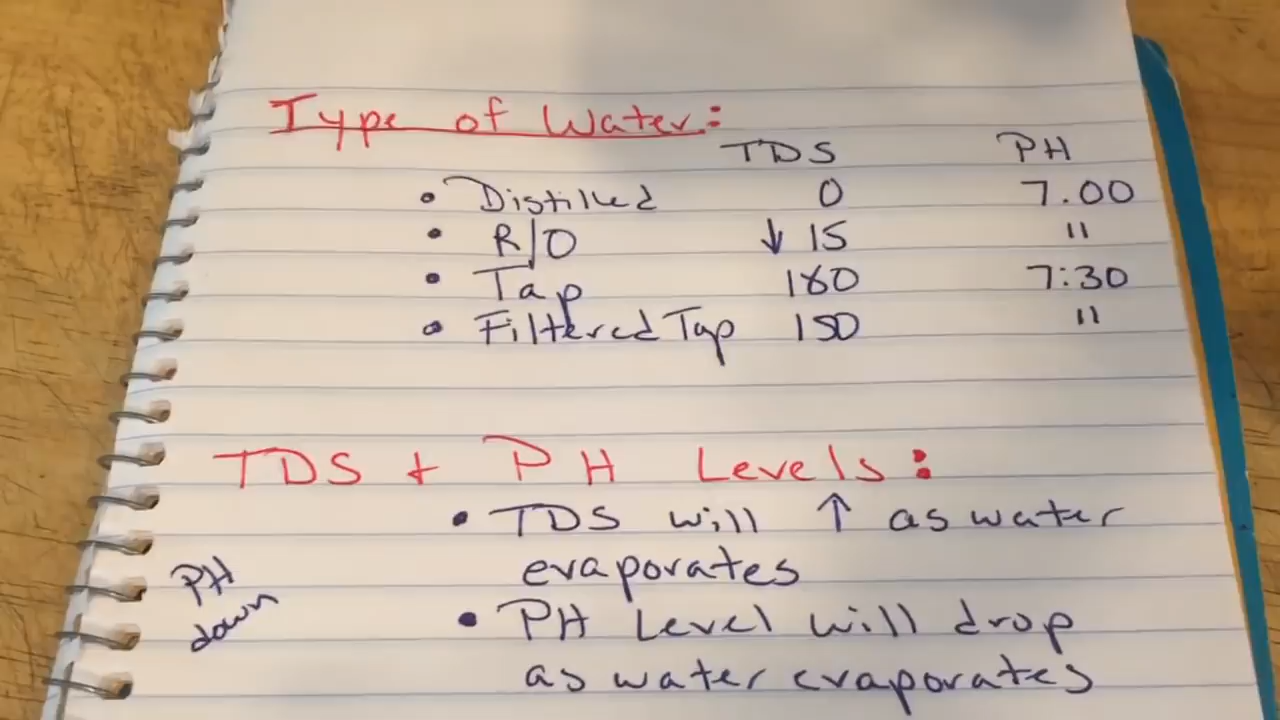 Type of Water:
TDS PH
• Distilled 0 7.00
• R/O ↓ 15 "
• Tap 180 7:30
• Filtered Tap 150 "
TDS + PH Levels:
• TDS will ↑ as water
evaporates
PH
down
• PH Level will drop
as water evaporates